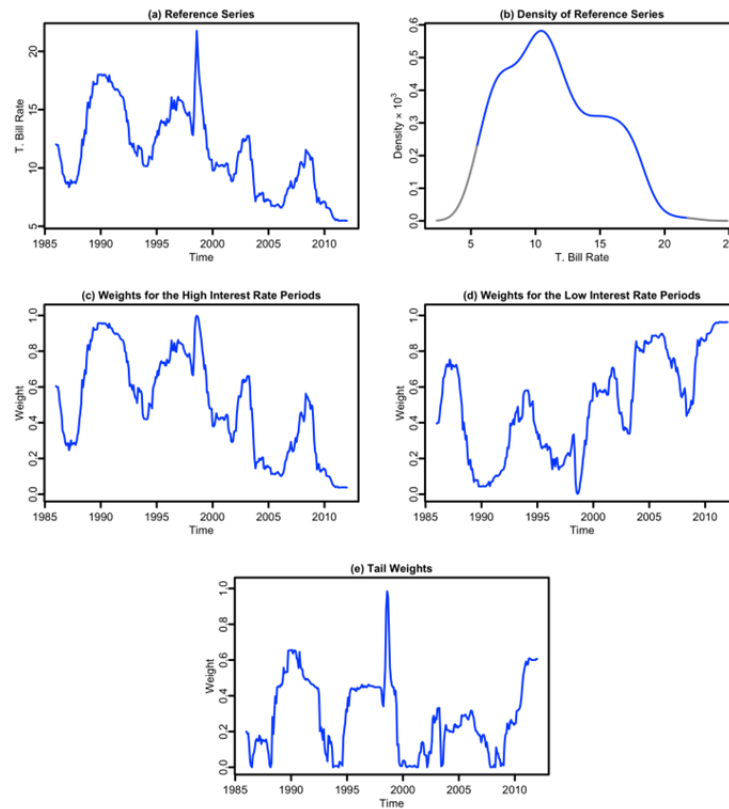 (a) Reference Series
T. Bill Rate
5 10 15 20
1985 1990 1995 2000 2005 2010
Time
(b) Density of Reference Series
Density × 10³
0.0 0.1 0.2 0.3 0.4 0.5 0.6
5 10 15 20 25
T. Bill Rate
(c) Weights for the High Interest Rate Periods
Weight
0.0 0.2 0.4 0.6 0.8 1.0
1985 1990 1995 2000 2005 2010
Time
(d) Weights for the Low Interest Rate Periods
Weight
0.0 0.2 0.4 0.6 0.8 1.0
1985 1990 1995 2000 2005 2010
Time
(e) Tail Weights
Weight
0.0 0.2 0.4 0.6 0.8 1.0
1985 1990 1995 2000 2005 2010
Time